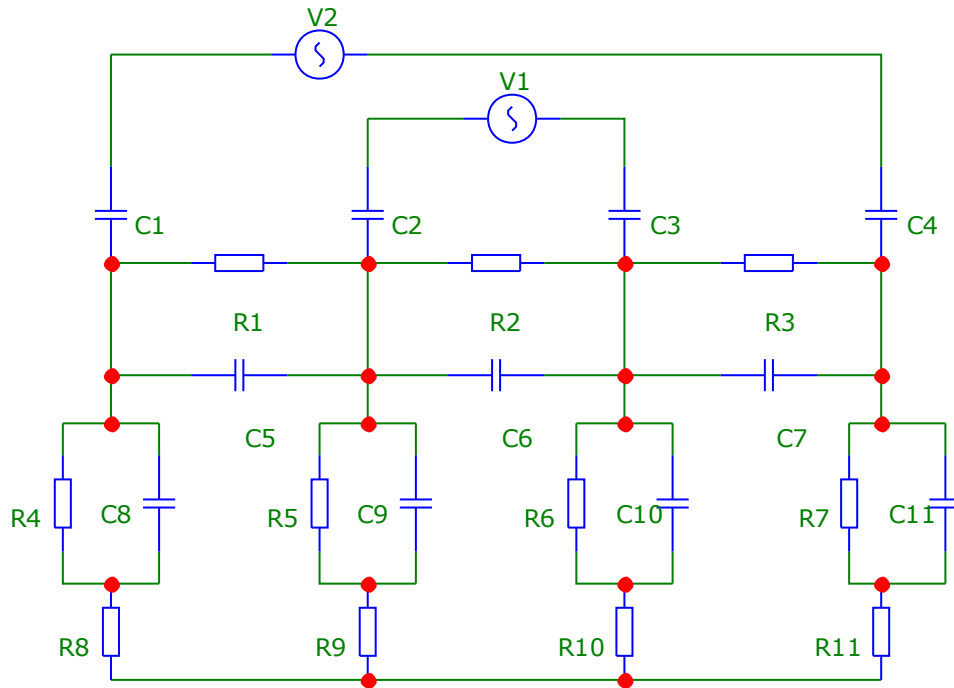 V2
V1
C1 C2 C3 C4
R1 R2 R3
C5 C6 C7
R4 C8 R5 C9 R6 C10 R7 C11
R8 R9 R10 R11